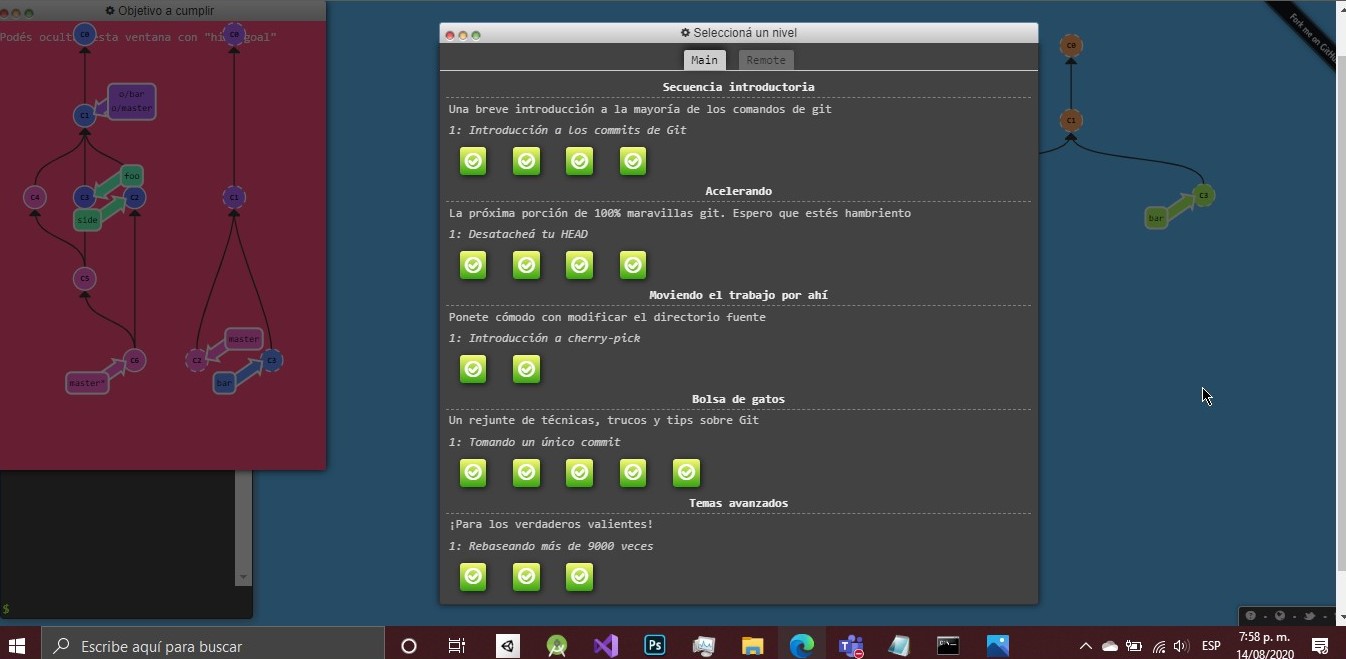 Objetivo a cumplir
Podés ocult esta ventana con "hi goal"
C0
C0
o/bar
o/master
C1
foo
C4
C3
C2
C1
side
C5
master
C6
C2
C3
master*
bar
$
Seleccioná un nivel
Main
Remote
Secuencia introductoria
Una breve introducción a la mayoría de los comandos de git
1: Introducción a los commits de Git
Acelerando
La próxima porción de 100% maravillas git. Espero que estés hambriento
1: Desatacheá tu HEAD
Moviendo el trabajo por ahí
Ponete cómodo con modificar el directorio fuente
1: Introducción a cherry-pick
Bolsa de gatos
Un rejunte de técnicas, trucos y tips sobre Git
1: Tomando un único commit
Temas avanzados
¡Para los verdaderos valientes!
1: Rebaseando más de 9000 veces
C0
C1
C3
bar
Fork me on GitHu
Escribe aquí para buscar
Ps
ESP
7:58 p. m.
14/08/2020